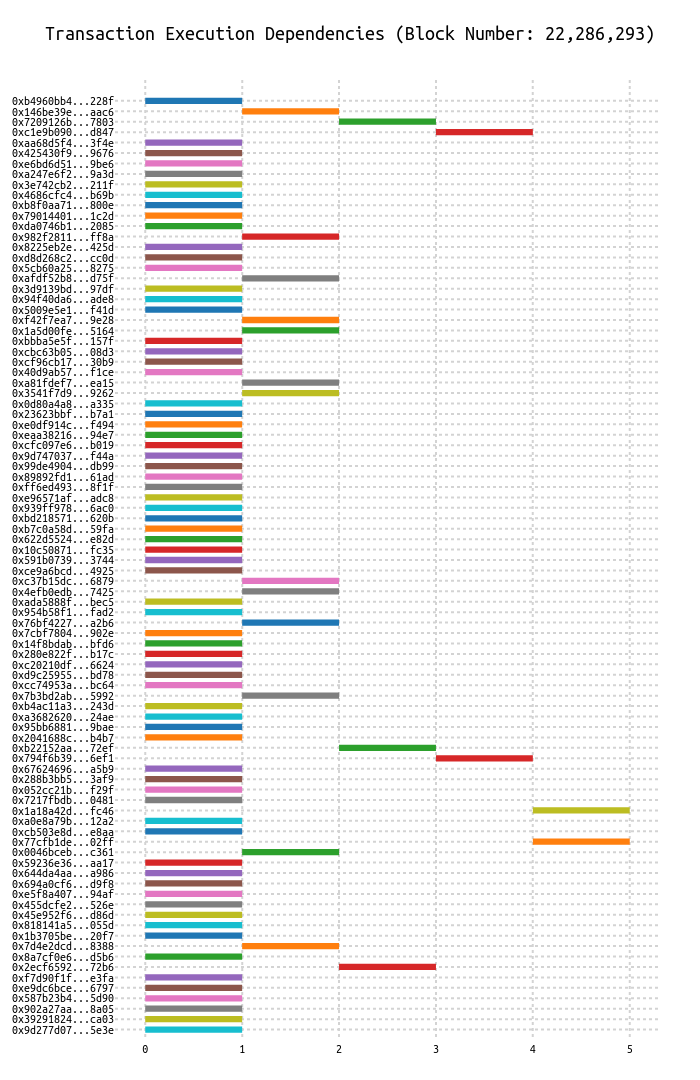 Transaction Execution Dependencies (Block Number: 22,286,293)
0xb4960bb4...228f
0x146be39e...aac6
0x7209126b...7803
0xc1e9b090...d847
0xaa68d5f4...3f4e
0x425430f9...9676
0xe6bd6d51...9be6
0xa247e6f2...9a3d
0x3e742cb2...211f
0x4686cfc4...b69b
0xb8f0aa71...800e
0x79014401...1c2d
0xda0746b1...2085
0x982f2811...ff8a
0x8225eb2e...425d
0xd8d268c2...cc0d
0x5cb60a25...8275
0xafdf52b8...d75f
0x3d9139bd...97df
0x94f40da6...ade8
0x5009e5e1...f41d
0xf42f7ea7...9e28
0x1a5d00fe...5164
0xbbba5e5f...157f
0xcbc63b05...08d3
0xcf96cb17...30b9
0x40d9ab57...f1ce
0xa81fdef7...ea15
0x3541f7d9...9262
0x0d80a4a8...a335
0x23623bbf...b7a1
0xe0df914c...f494
0xeaa38216...94e7
0xcfc097e6...b019
0x9d747037...f44a
0x99de4904...db99
0x89892fd1...61ad
0xff6ed493...8f1f
0xe96571af...adc8
0x939ff978...6ac0
0xbd218571...620b
0xb7c0a58d...59fa
0x622d5524...e82d
0x10c50871...fc35
0x591b0739...3744
0xce9a6bcd...4925
0xc37b15dc...6879
0x4efb0edb...7425
0xada5888f...bec5
0x954b58f1...fad2
0x76bf4227...a2b6
0x7cbf7804...902e
0x14f8bdab...bfd6
0x280e822f...b17c
0xc20210df...6624
0xd9c25955...bd78
0xcc74953a...bc64
0x7b3bd2ab...5992
0xb4ac11a3...243d
0xa3682620...24ae
0x95bb6881...9bae
0x2041688c...b4b7
0xb22152aa...72ef
0x794f6b39...6ef1
0x67624696...a5b9
0x288b3bb5...3af9
0x052cc21b...f29f
0x7217fbdb...0481
0x1a18a42d...fc46
0xa0e8a79b...12a2
0xcb503e8d...e8aa
0x77cfb1de...02ff
0x0046bceb...c361
0x59236e36...aa17
0x644da4aa...a986
0x694a0cf6...d9f8
0xe5f8a407...94af
0x455dcfe2...526e
0x45e952f6...d86d
0x818141a5...055d
0x1b3705be...20f7
0x7d4e2dcd...8388
0x8a7cf0e6...d5b6
0x2ecf6592...72b6
0xf7d90f1f...e3fa
0xe9dc6bce...6797
0x587b23b4...5d90
0x902a27aa...8a05
0x39291824...ca03
0x9d277d07...5e3e
0 1 2 3 4 5